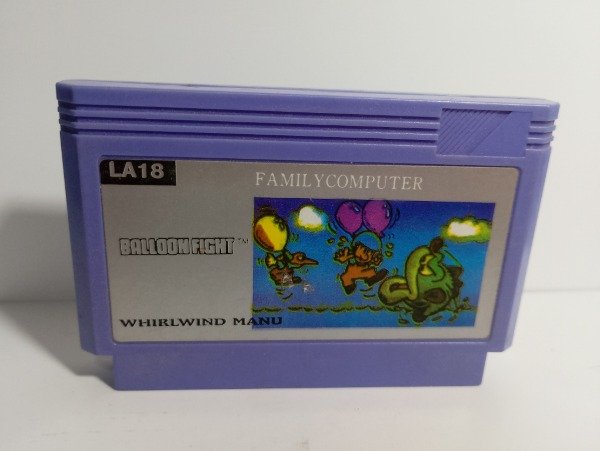 LA18
FAMILYCOMPUTER
BALLOON FIGHT™
WHIRLWIND MANU